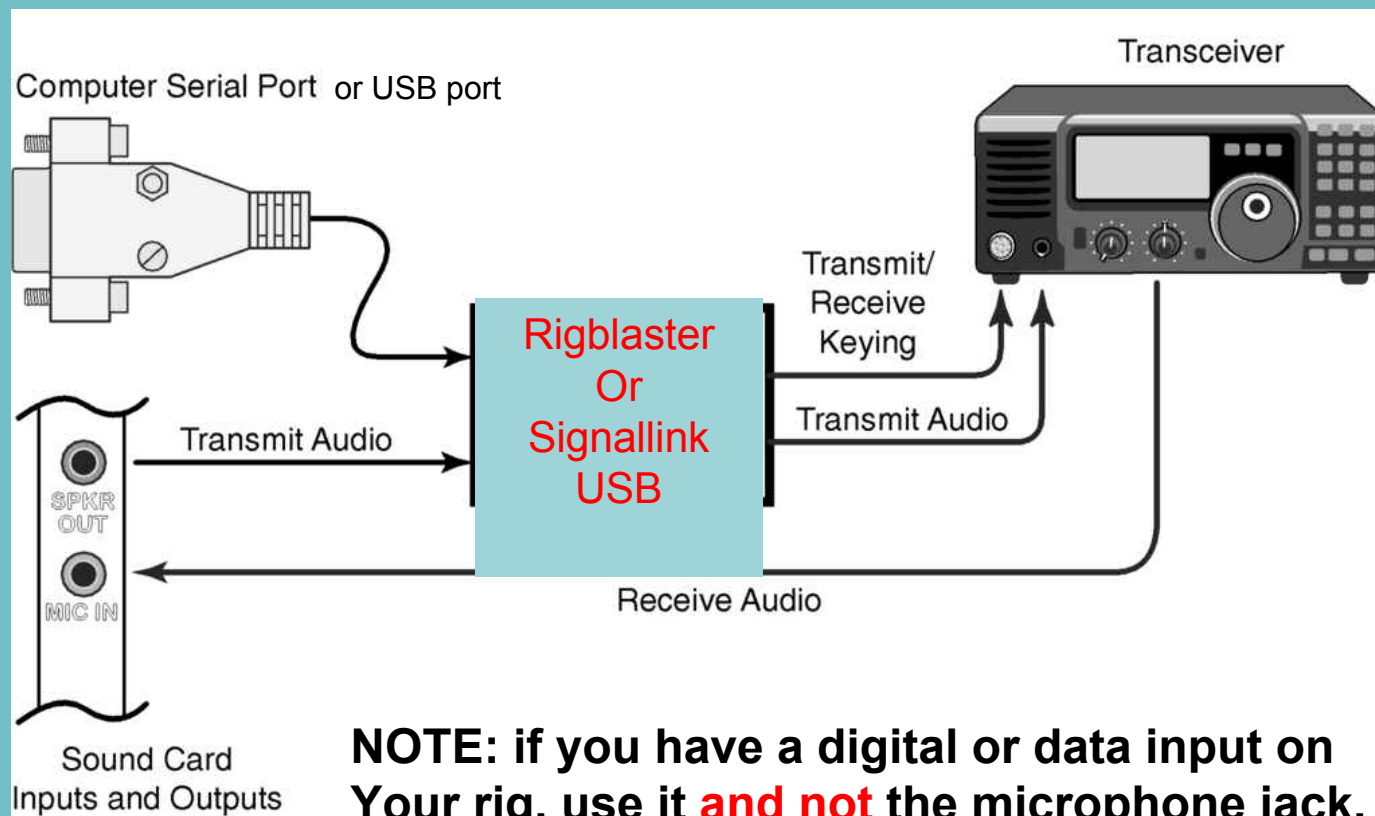 Transceiver
Computer Serial Port or USB port
Transmit/
Receive
Keying
Rigblaster
Or
Signallink
USB
Transmit Audio
Transmit Audio
SPKR
OUT
MIC IN
Receive Audio
Sound Card
Inputs and Outputs
NOTE: if you have a digital or data input on
Your rig, use it and not the microphone jack.